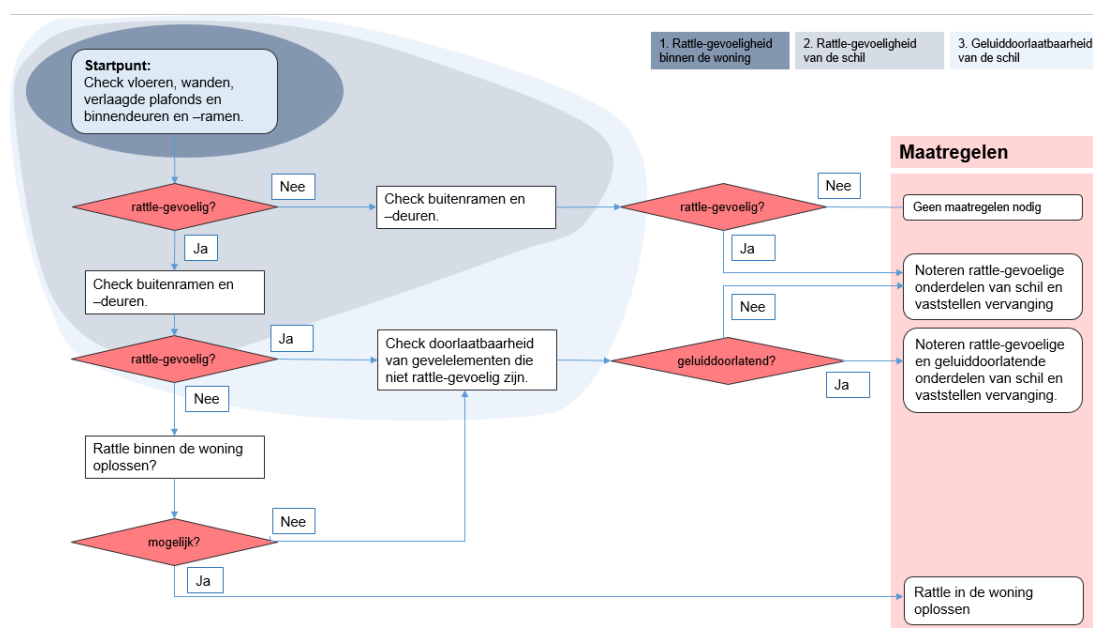 1. Rattle-gevoeligheid
binnen de woning
2. Rattle-gevoeligheid
van de schil
3. Geluiddoorlaatbaarheid
van de schil
Startpunt:
Check vloeren, wanden,
verlaagde plafonds en
binnendeuren en –ramen.
Maatregelen
rattle-gevoelig?
Nee
Check buitenramen en
–deuren.
rattle-gevoelig?
Nee
Geen maatregelen nodig
Ja
Ja
Check buitenramen en
–deuren.
Noteren rattle-gevoelige
onderdelen van schil en
vaststellen vervanging
Nee
rattle-gevoelig?
Ja
Check doorlaatbaarheid
van gevelelementen die
niet rattle-gevoelig zijn.
geluiddoorlatend?
Ja
Noteren rattle-gevoelige
en geluiddoorlatende
onderdelen van schil en
vaststellen vervanging.
Nee
Rattle binnen de woning
oplossen?
mogelijk?
Nee
Ja
Rattle in de woning
oplossen